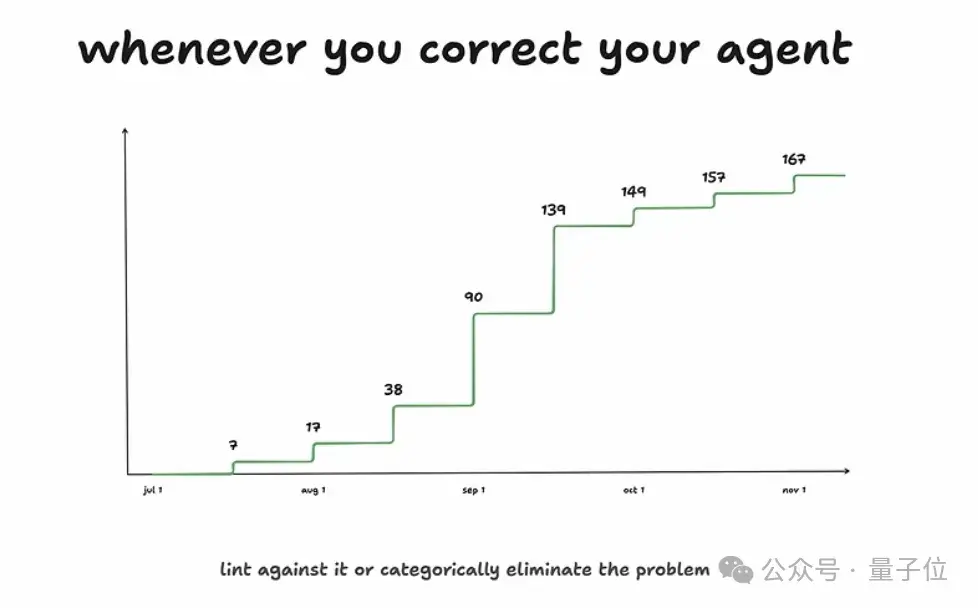 whenever you correct your agent
167
157
149
139
90
38
17
7
jul 1 aug 1 sep 1 oct 1 nov 1
lint against it or categorically eliminate the problem
公众号 · 量子位